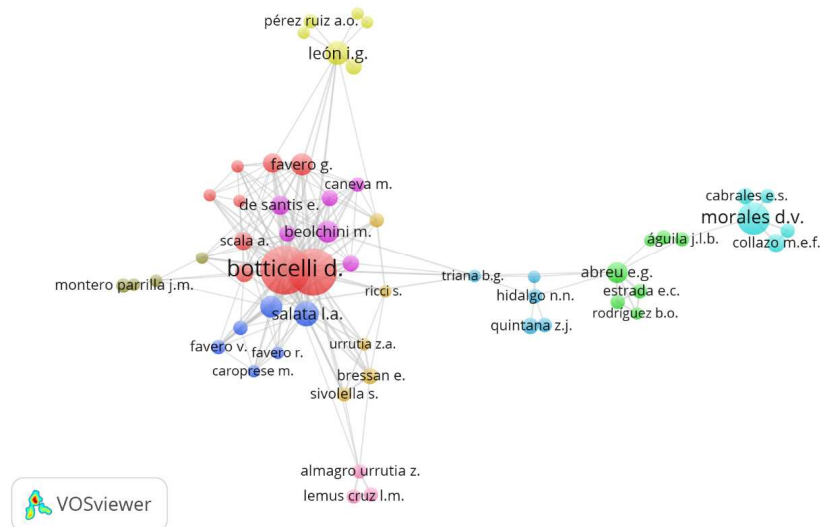 pérez ruiz a.o.
león i.g.
favero g.
caneva m.
de santis e.
cabrales e.s.
morales d.v.
beolchini m.
scala a.
águila j.l.b.
collazo m.e.f.
botticelli d.
abreu e.g.
triana b.g.
montero parrilla j.m.
ricci s.
hidalgo n.n.
estrada e.c.
salata l.a.
rodríguez b.o.
quintana z.j.
urrutia z.a.
favero v.
favero r.
caroprese m.
bressan e.
sivolella s.
almagro urrutia z.
lemus cruz l.m.
VOSviewer